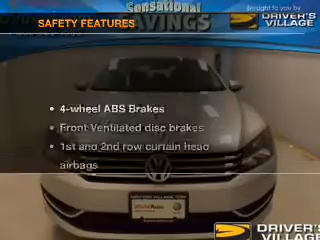 Sensational
SAVINGS
Brought to you by
DRIVER'S
VILLAGE
SAFETY FEATURES
• 4-wheel ABS Brakes
• Front Ventilated disc brakes
• 1st and 2nd row curtain head
airbags
DRIVER'S
VILLAGE